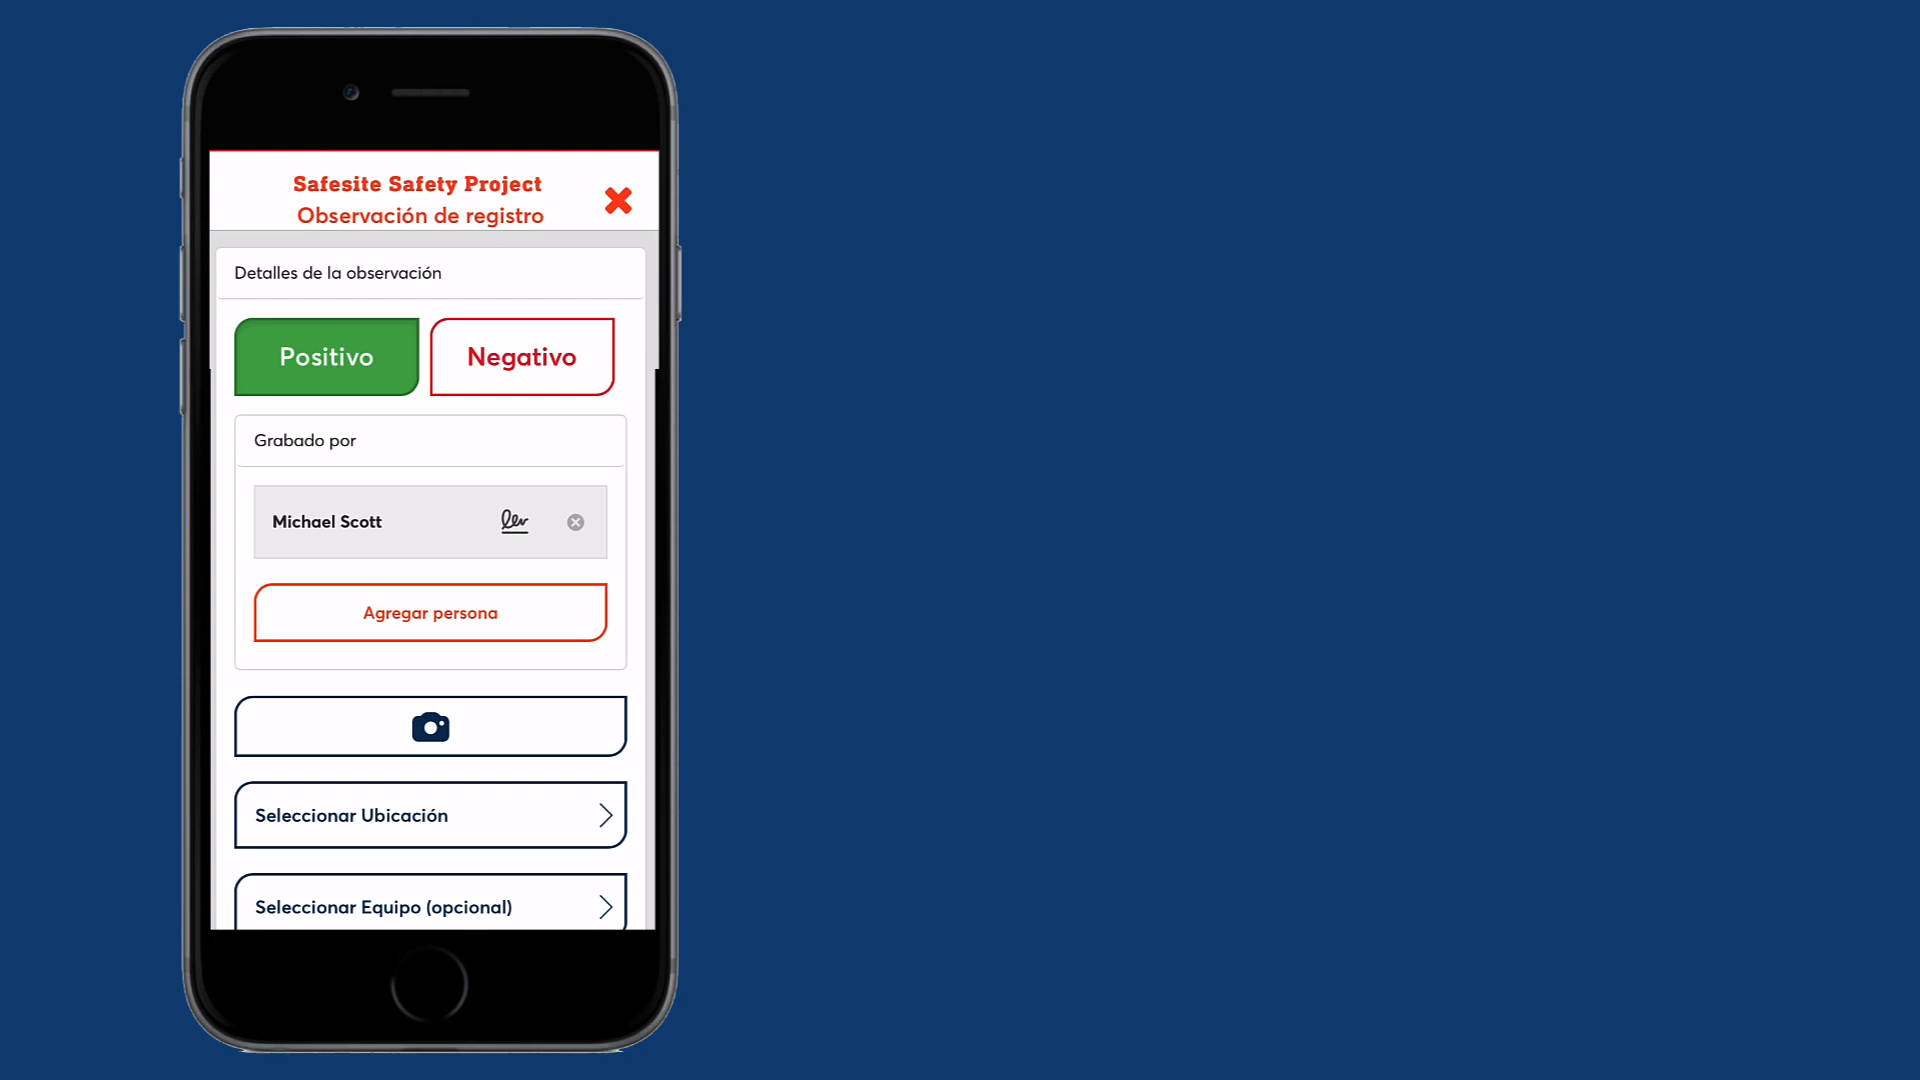 Safesite Safety Project
Observación de registro
Detalles de la observación
Positivo
Negativo
Grabado por
Michael Scott
Agregar persona
Seleccionar Ubicación
Seleccionar Equipo (opcional)